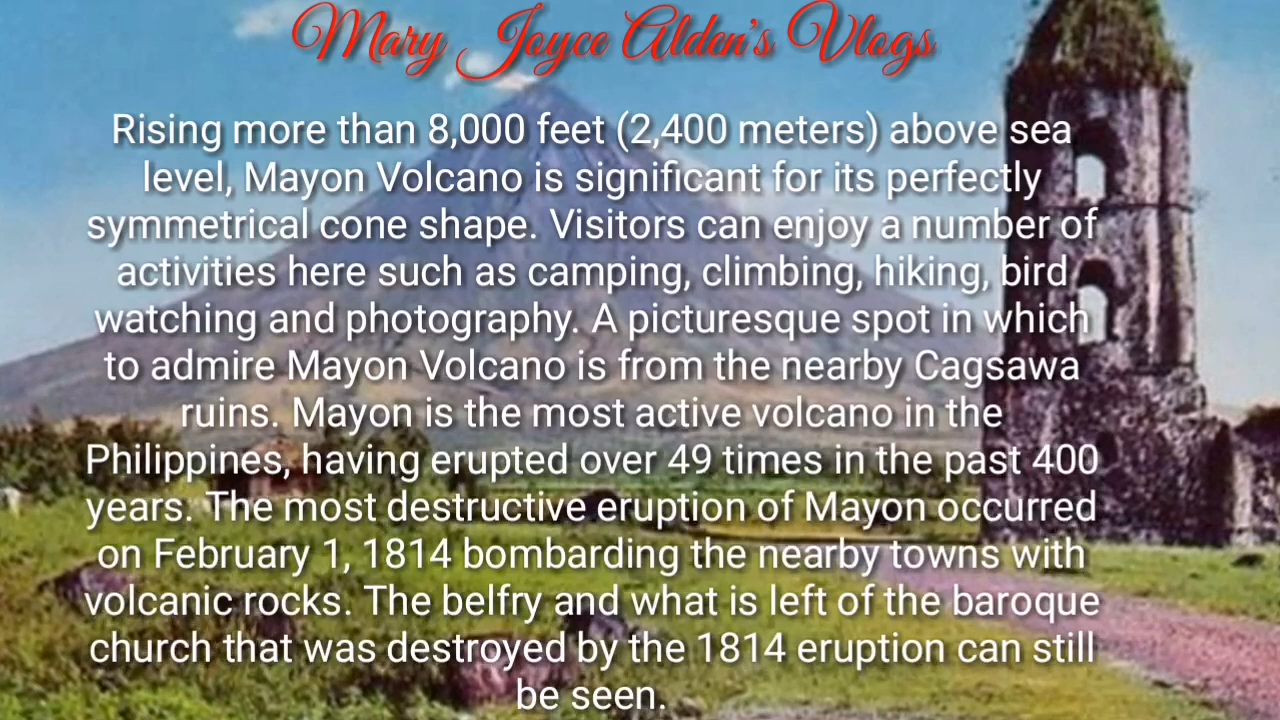 Mary Joyce Alden's Vlogs
Rising more than 8,000 feet (2,400 meters) above sea
level, Mayon Volcano is significant for its perfectly
symmetrical cone shape. Visitors can enjoy a number of
activities here such as camping, climbing, hiking, bird
watching and photography. A picturesque spot in which
to admire Mayon Volcano is from the nearby Cagsawa
ruins. Mayon is the most active volcano in the
Philippines, having erupted over 49 times in the past 400
years. The most destructive eruption of Mayon occurred
on February 1, 1814 bombarding the nearby towns with
volcanic rocks. The belfry and what is left of the baroque
church that was destroyed by the 1814 eruption can still
be seen.